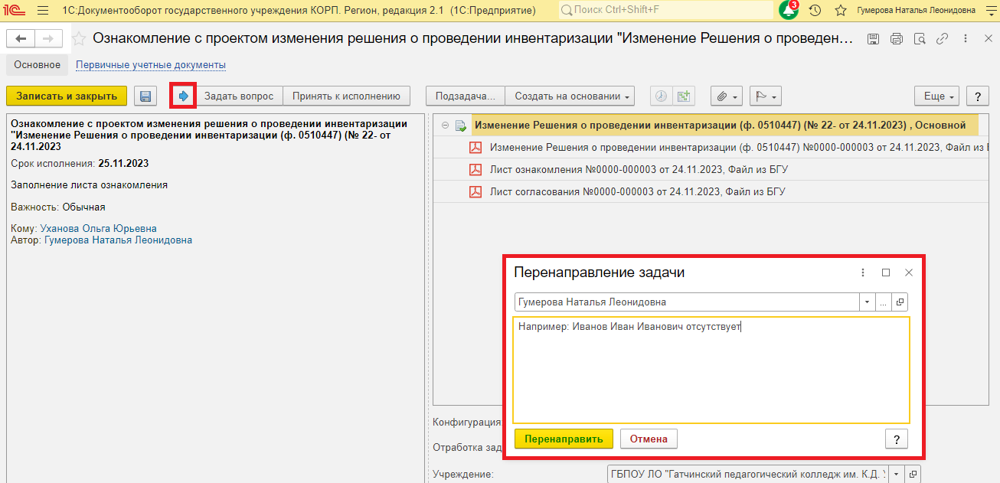 1С:Документооборот государственного учреждения КОРП. Регион, редакция 2.1 (1С:Предприятие)
Поиск Ctrl+Shift+F
3
Гумерова Наталья Леонидовна
Ознакомление с проектом изменения решения о проведении инвентаризации "Изменение Решения о проведен...
Основное
Первичные учетные документы
Записать и закрыть
Задать вопрос
Принять к исполнению
Подзадача...
Создать на основании
Еще
?
Ознакомление с проектом изменения решения о проведении инвентаризации
"Изменение Решения о проведении инвентаризации (ф. 0510447) (№ 22- от
24.11.2023
Срок исполнения: 25.11.2023
Заполнение листа ознакомления
Важность: Обычная
Кому: Уханова Ольга Юрьевна
Автор: Гумерова Наталья Леонидовна
Изменение Решения о проведении инвентаризации (ф. 0510447) (№ 22- от 24.11.2023) , Основной
Изменение Решения о проведении инвентаризации (ф. 0510447) №0000-000003 от 24.11.2023, Файл из
Лист ознакомления №0000-000003 от 24.11.2023, Файл из БГУ
Лист согласования №0000-000003 от 24.11.2023, Файл из БГУ
Перенаправление задачи
Гумерова Наталья Леонидовна
...
Например: Иванов Иван Иванович отсутствует
Перенаправить
Отмена
?
Конфигурация
Отработка зад
Учреждение:
ГБПОУ ЛО "Гатчинский педагогический колледж им. К.Д.